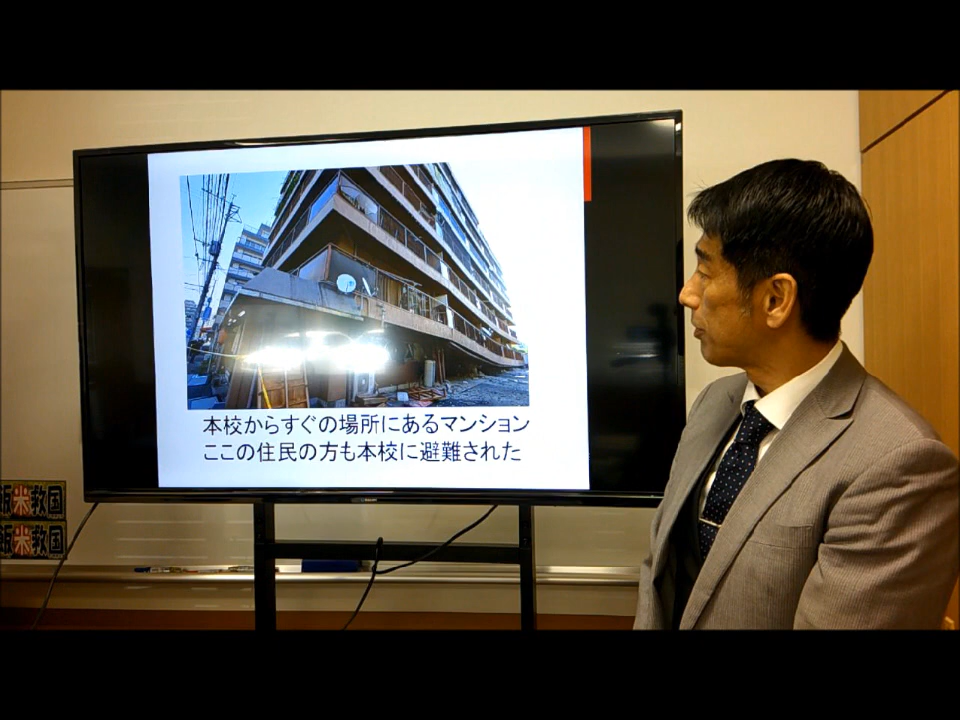 本校からすぐの場所にあるマンション
ここの住民の方も本校に避難された
飯米救国
飯米救国